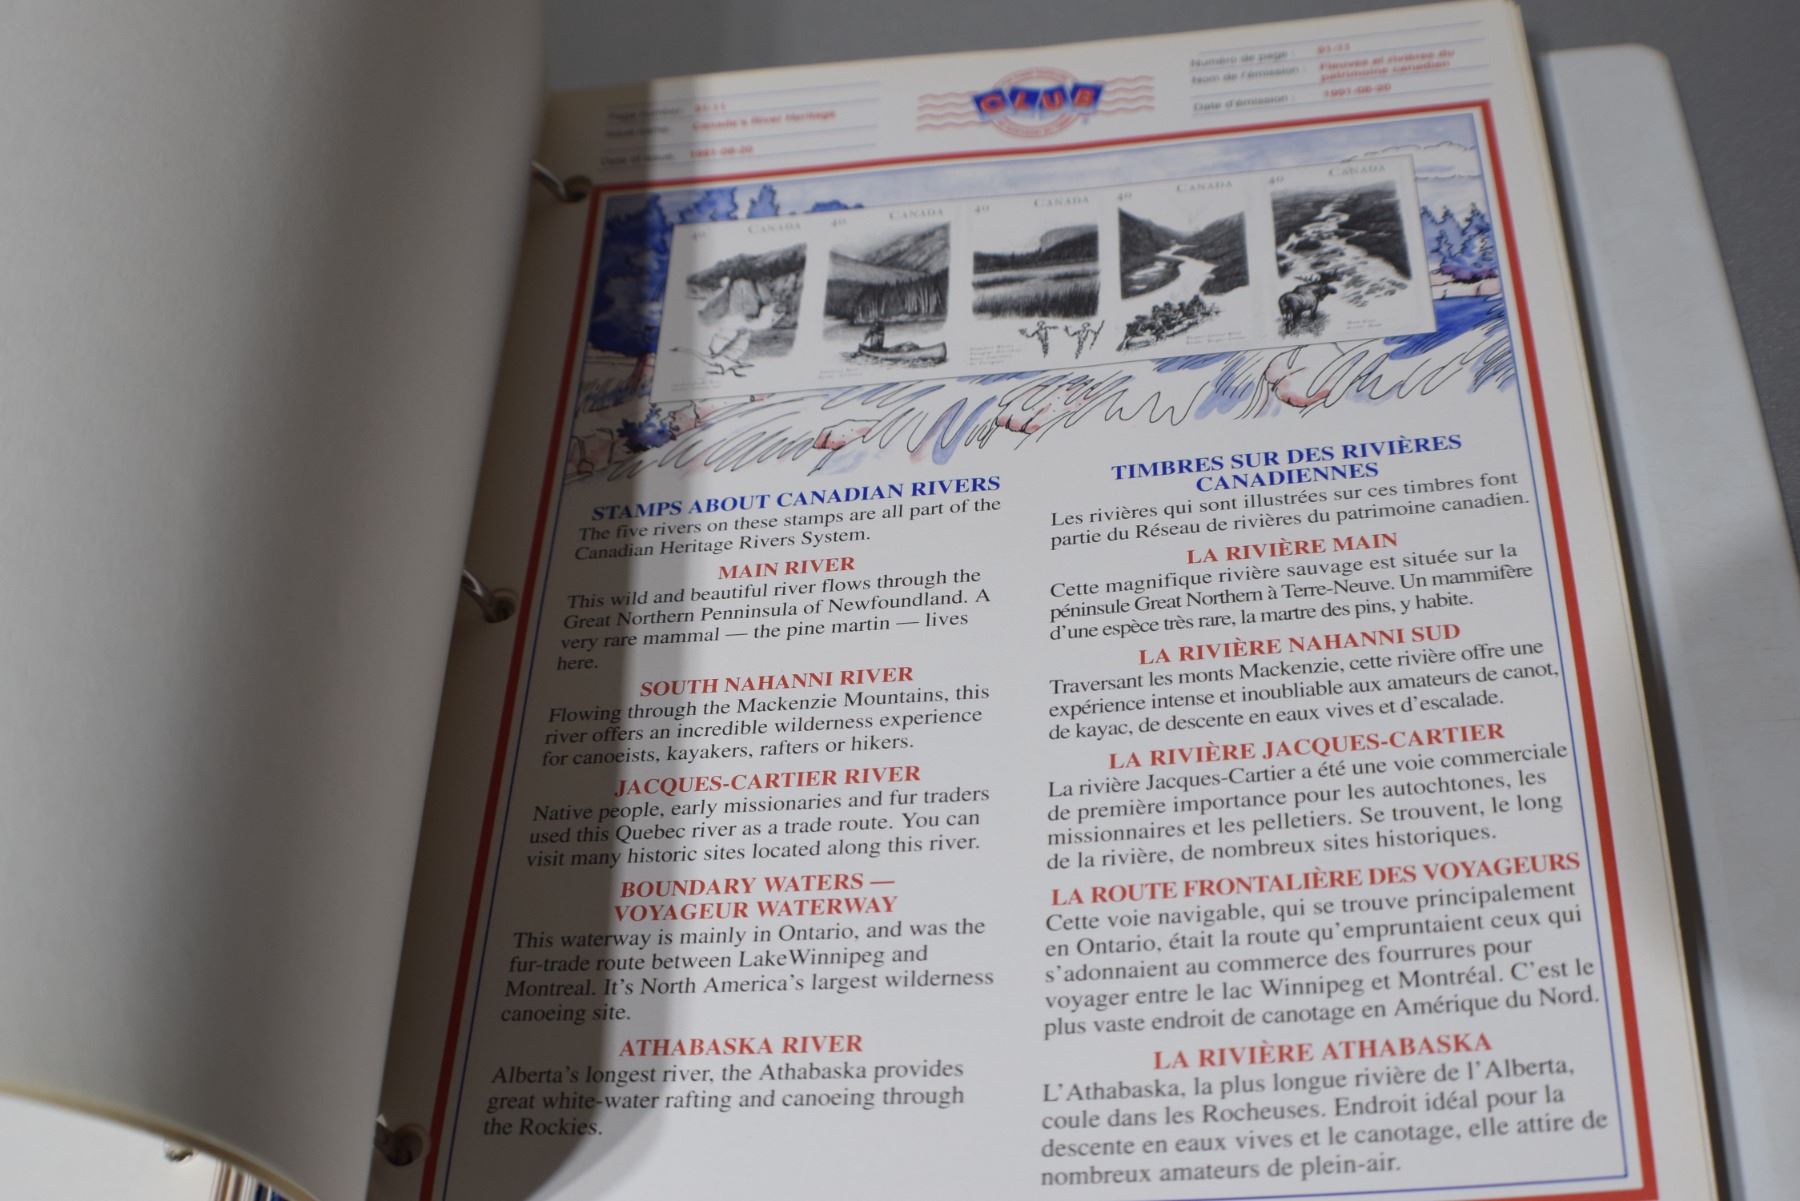 Page Number: 91-11
Issue Name: Canada's River Heritage
Date of Issue: 1991-08-20
CLUB
Numéro de page : 91-11
Nom de l'émission : Fleuves et rivières du
patrimoine canadien
Date d'émission : 1991-08-20
40 CANADA
40 CANADA
40 CANADA
40 CANADA
40 CANADA
STAMPS ABOUT CANADIAN RIVERS
The five rivers on these stamps are all part of the
Canadian Heritage Rivers System.
MAIN RIVER
This wild and beautiful river flows through the
Great Northern Penninsula of Newfoundland. A
very rare mammal — the pine martin — lives
here.
SOUTH NAHANNI RIVER
Flowing through the Mackenzie Mountains, this
river offers an incredible wilderness experience
for canoeists, kayakers, rafters or hikers.
JACQUES-CARTIER RIVER
Native people, early missionaries and fur traders
used this Quebec river as a trade route. You can
visit many historic sites located along this river.
BOUNDARY WATERS —
VOYAGEUR WATERWAY
This waterway is mainly in Ontario, and was the
fur-trade route between Lake Winnipeg and
Montreal. It's North America's largest wilderness
canoeing site.
ATHABASKA RIVER
Alberta's longest river, the Athabaska provides
great white-water rafting and canoeing through
the Rockies.
TIMBRES SUR DES RIVIÈRES
CANADIENNES
Les rivières qui sont illustrées sur ces timbres font
partie du Réseau de rivières du patrimoine canadien.
LA RIVIÈRE MAIN
Cette magnifique rivière sauvage est située sur la
péninsule Great Northern à Terre-Neuve. Un mammifère
d'une espèce très rare, la martre des pins, y habite.
LA RIVIÈRE NAHANNI SUD
Traversant les monts Mackenzie, cette rivière offre une
expérience intense et inoubliable aux amateurs de canot,
de kayac, de descente en eaux vives et d'escalade.
LA RIVIÈRE JACQUES-CARTIER
La rivière Jacques-Cartier a été une voie commerciale
de première importance pour les autochtones, les
missionnaires et les pelletiers. Se trouvent, le long
de la rivière, de nombreux sites historiques.
LA ROUTE FRONTALIÈRE DES VOYAGEURS
Cette voie navigable, qui se trouve principalement
en Ontario, était la route qu'empruntaient ceux qui
s'adonnaient au commerce des fourrures pour
voyager entre le lac Winnipeg et Montréal. C'est le
plus vaste endroit de canotage en Amérique du Nord.
LA RIVIÈRE ATHABASKA
L'Athabaska, la plus longue rivière de l'Alberta,
coule dans les Rocheuses. Endroit idéal pour la
descente en eaux vives et le canotage, elle attire de
nombreux amateurs de plein-air.